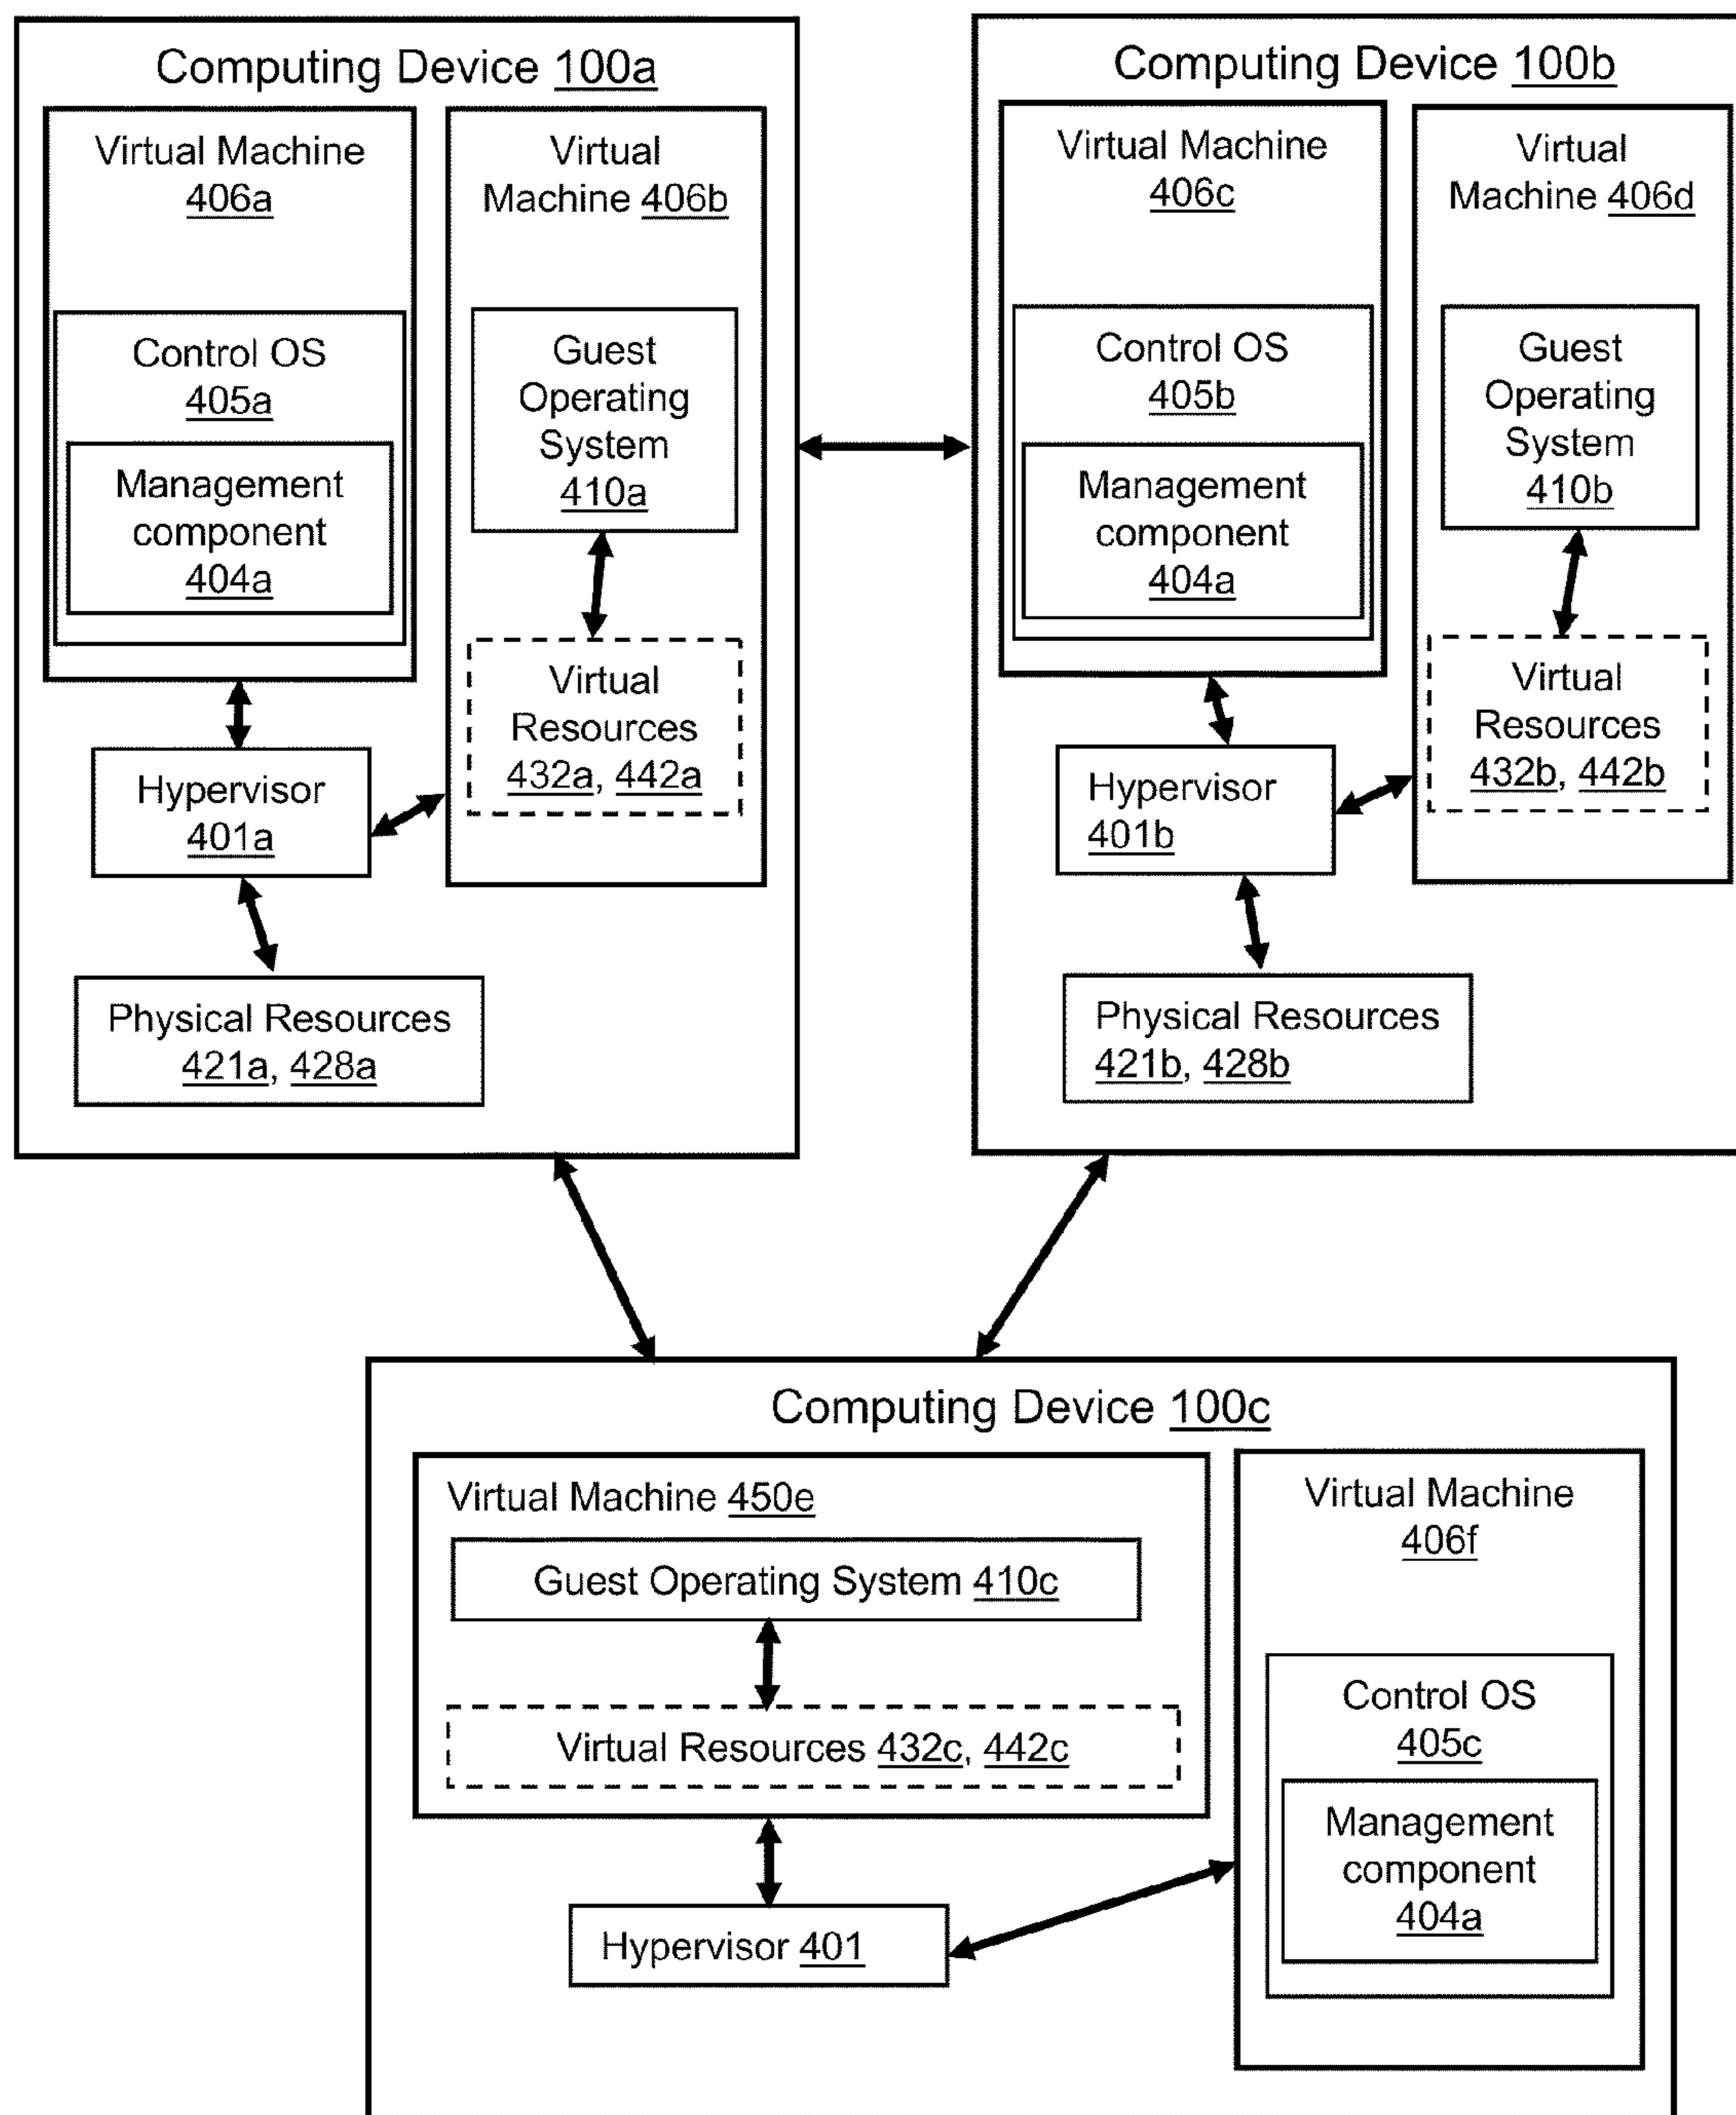 Computing Device 100a
Virtual Machine
406a
Control OS
405a
Management
component
404a
Virtual
Machine 406b
Guest
Operating
System
410a
Virtual
Resources
432a, 442a
Hypervisor
401a
Physical Resources
421a, 428a
Computing Device 100b
Virtual Machine
406c
Control OS
405b
Management
component
404a
Virtual
Machine 406d
Guest
Operating
System
410b
Virtual
Resources
432b, 442b
Hypervisor
401b
Physical Resources
421b, 428b
Computing Device 100c
Virtual Machine 450e
Guest Operating System 410c
Virtual Resources 432c, 442c
Hypervisor 401
Virtual Machine
406f
Control OS
405c
Management
component
404a